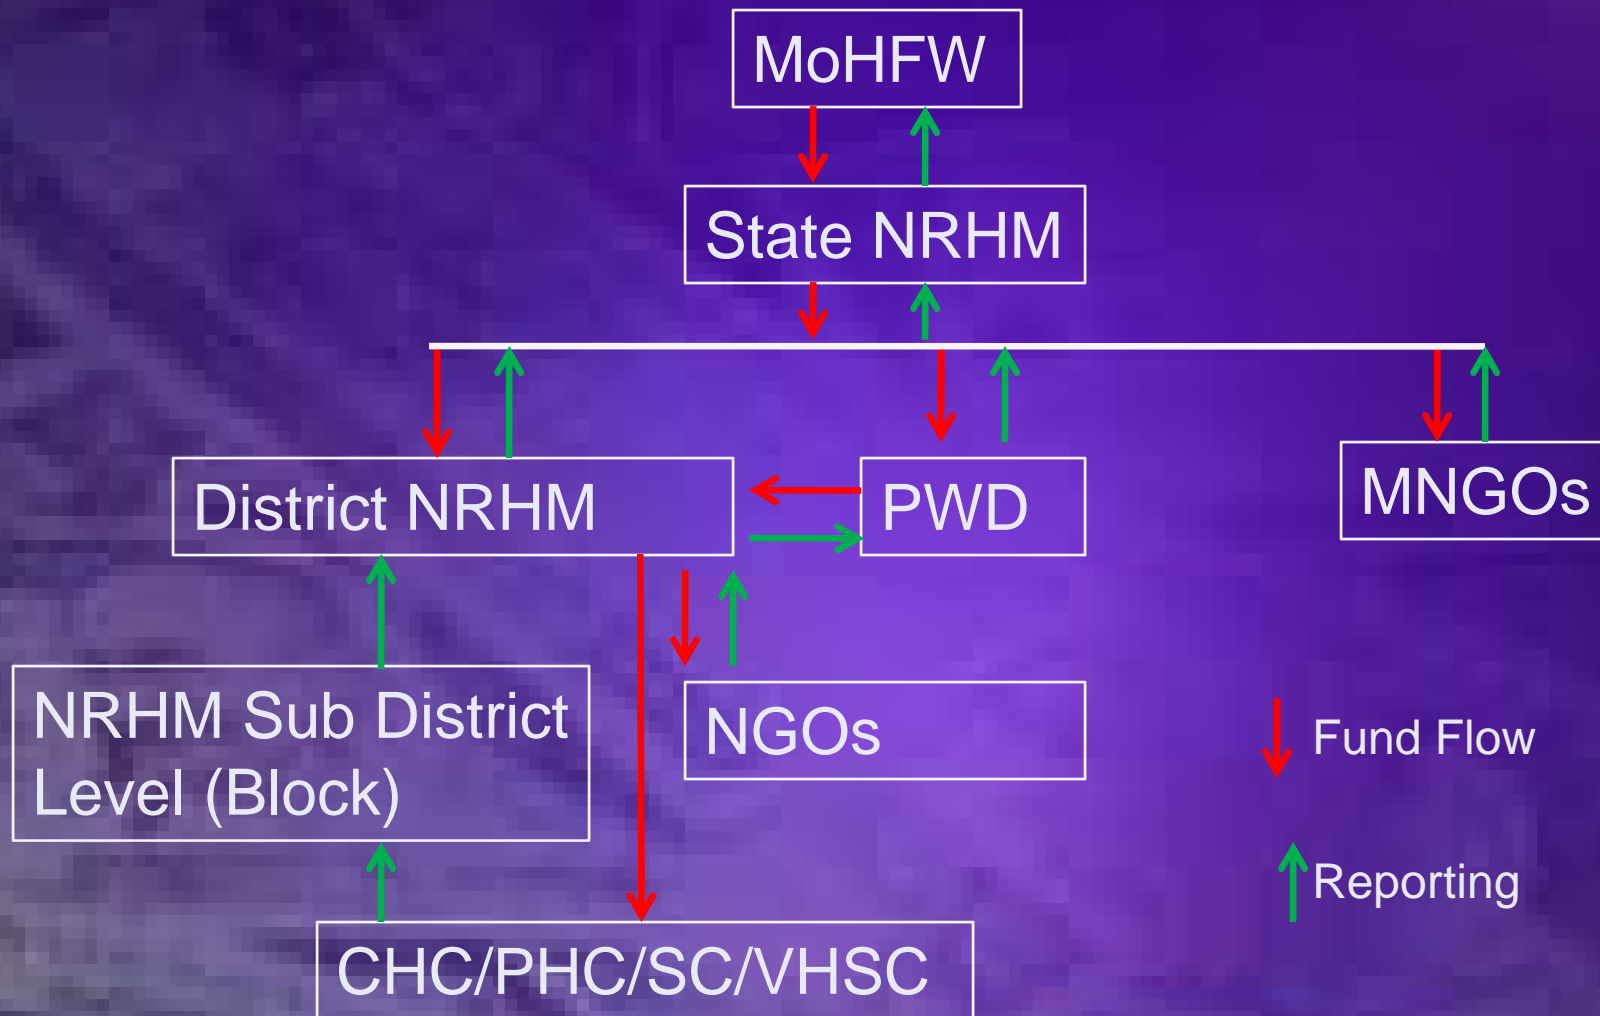 MoHFW
State NRHM
District NRHM
PWD
MNGOs
NRHM Sub District
Level (Block)
NGOs
Fund Flow
Reporting
CHC/PHC/SC/VHSC